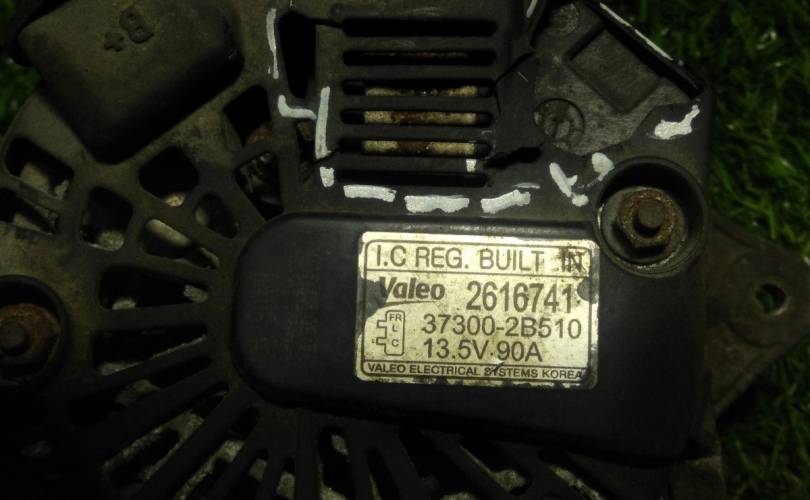 B+
I.C REG. BUILT IN
Valeo 2616741
FR
L
C
37300-2B510
13.5V 90A
VALEO ELECTRICAL SYSTEMS KOREA